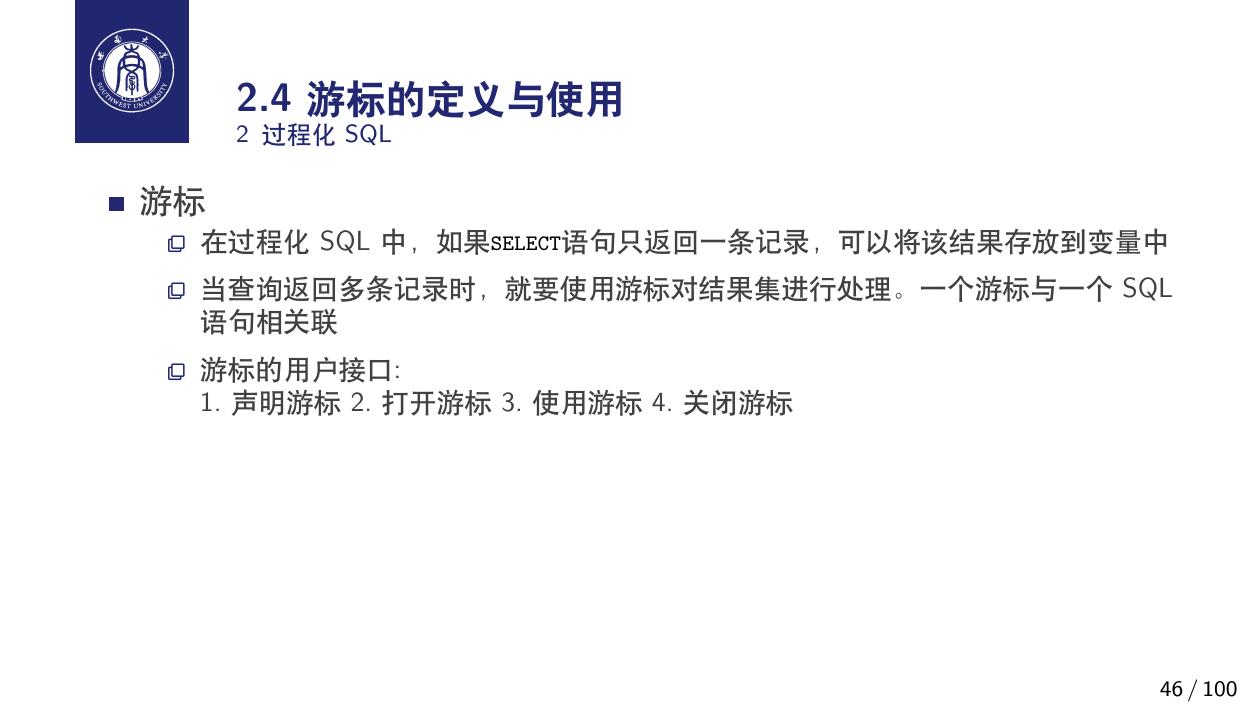 西南大学
SOUTHWEST UNIVERSITY
2.4 游标的定义与使用
2 过程化 SQL
游标
在过程化 SQL 中，如果SELECT语句只返回一条记录，可以将该结果存放到变量中
当查询返回多条记录时，就要使用游标对结果集进行处理。一个游标与一个 SQL
语句相关联
游标的用户接口:
1. 声明游标 2. 打开游标 3. 使用游标 4. 关闭游标
46 / 100